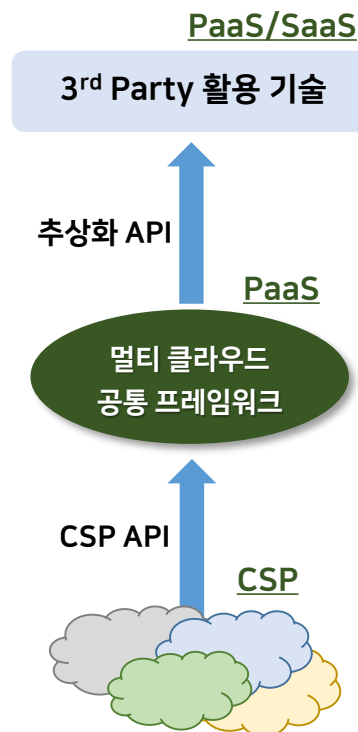 PaaS/SaaS
3rd Party 활용 기술
추상화 API
PaaS
멀티 클라우드
공통 프레임워크
CSP API
CSP